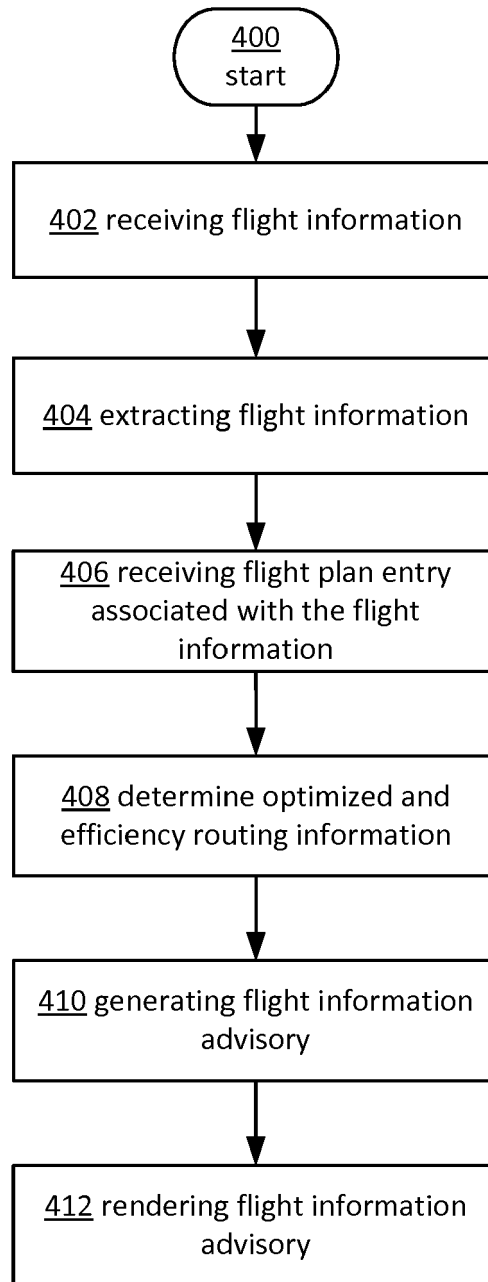 400
start
402 receiving flight information
404 extracting flight information
406 receiving flight plan entry
associated with the flight
information
408 determine optimized and
efficiency routing information
410 generating flight information
advisory
412 rendering flight information
advisory